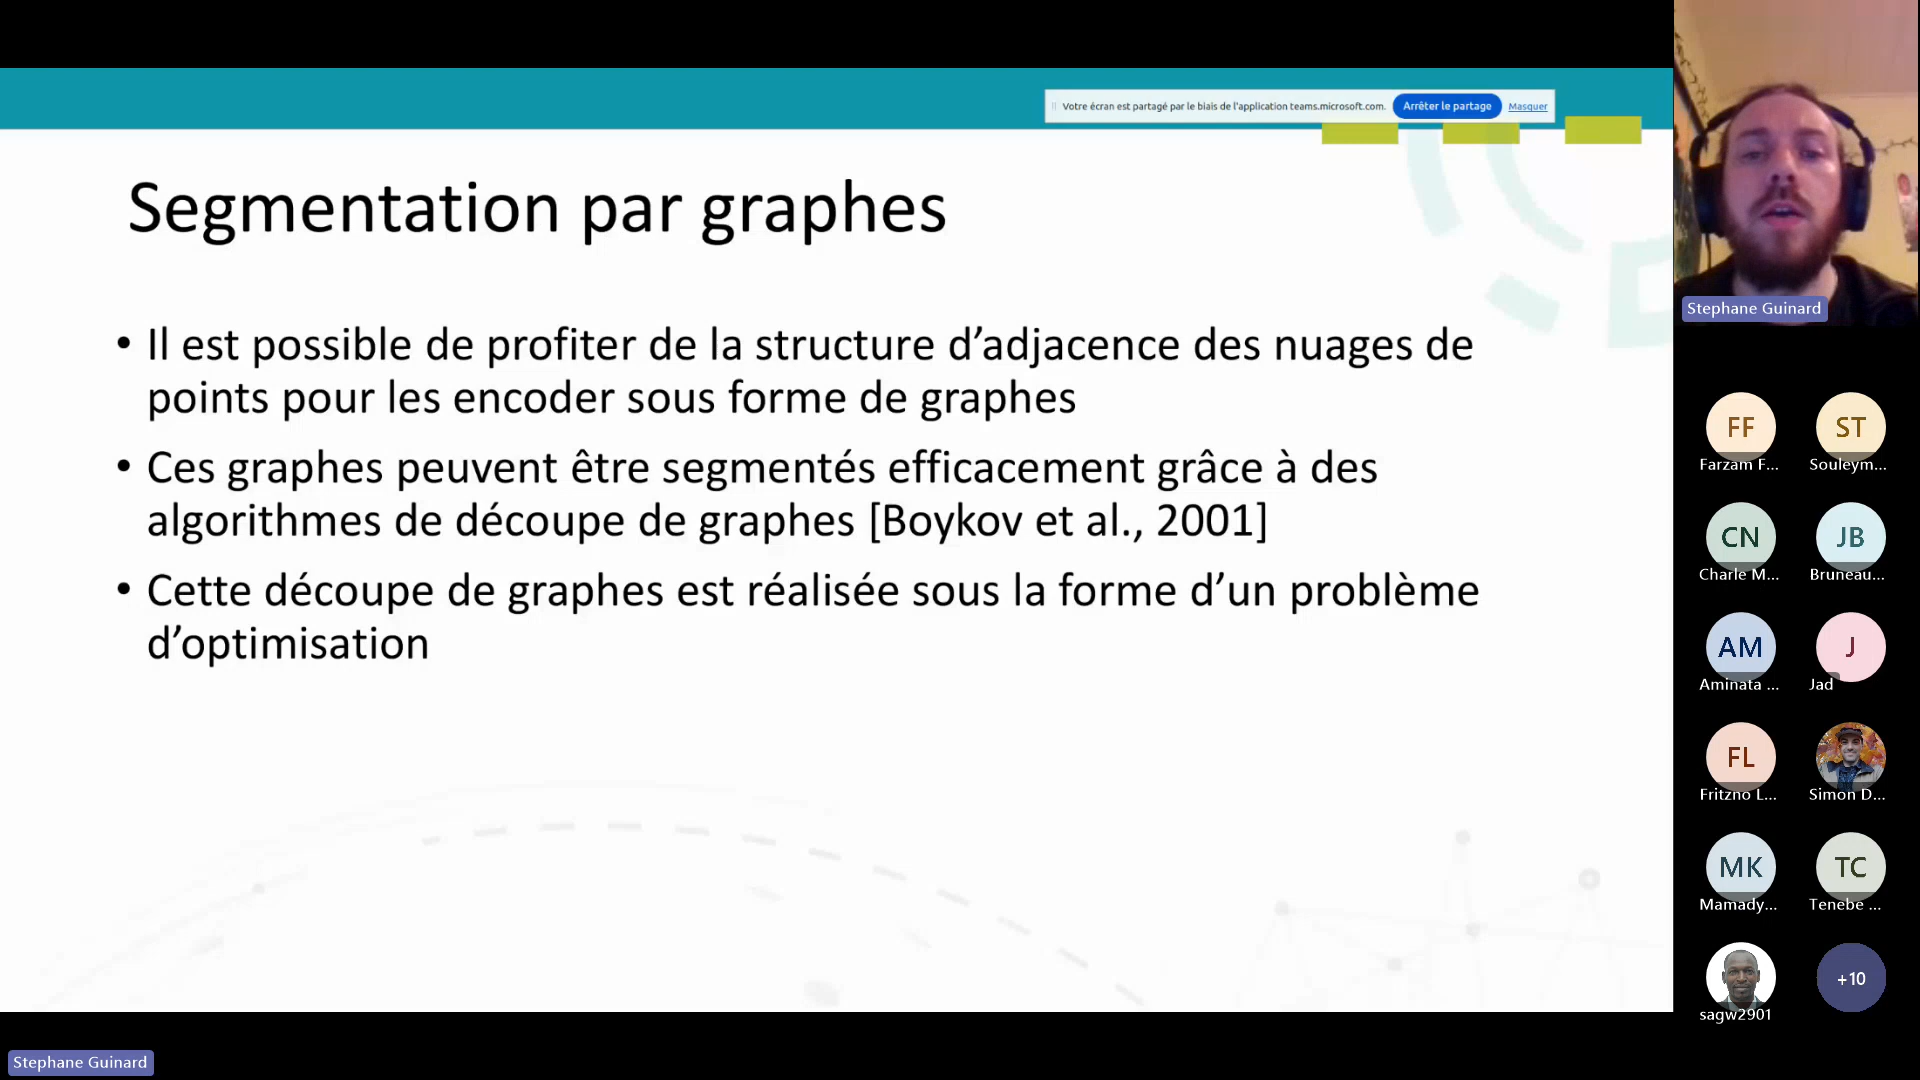 Votre écran est partagé par le biais de l'application teams.microsoft.com.
Arrêter le partage
Masquer
Segmentation par graphes
• Il est possible de profiter de la structure d’adjacence des nuages de
points pour les encoder sous forme de graphes
• Ces graphes peuvent être segmentés efficacement grâce à des
algorithmes de découpe de graphes [Boykov et al., 2001]
• Cette découpe de graphes est réalisée sous la forme d’un problème
d’optimisation
Stephane Guinard
FF
Farzam F...
ST
Souleym...
CN
Charle M...
JB
Bruneau...
AM
Aminata ...
J
Jad
FL
Fritzno L...
Simon D...
MK
Mamady...
TC
Tenebe ...
sagw2901
+10
Stephane Guinard